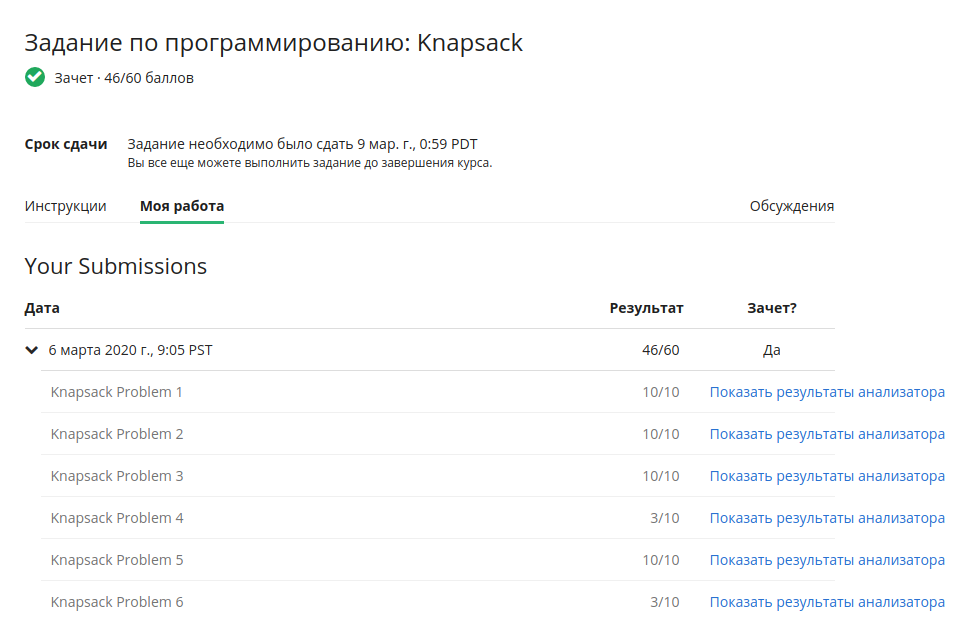 Задание по программированию: Knapsack
Зачет · 46/60 баллов
Срок сдачи Задание необходимо было сдать 9 мар. г., 0:59 PDT
Вы все еще можете выполнить задание до завершения курса.
Инструкции Моя работа Обсуждения
Your Submissions
Дата Результат Зачет?
6 марта 2020 г., 9:05 PST 46/60 Да
Knapsack Problem 1 10/10 Показать результаты анализатора
Knapsack Problem 2 10/10 Показать результаты анализатора
Knapsack Problem 3 10/10 Показать результаты анализатора
Knapsack Problem 4 3/10 Показать результаты анализатора
Knapsack Problem 5 10/10 Показать результаты анализатора
Knapsack Problem 6 3/10 Показать результаты анализатора